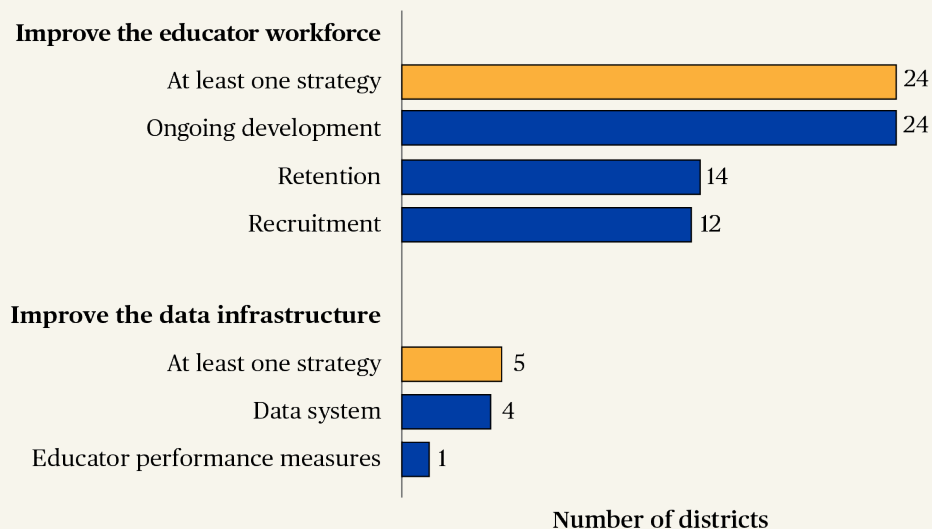 Improve the educator workforce
At least one strategy 24
Ongoing development 24
Retention 14
Recruitment 12
Improve the data infrastructure
At least one strategy 5
Data system 4
Educator performance measures 1
Number of districts